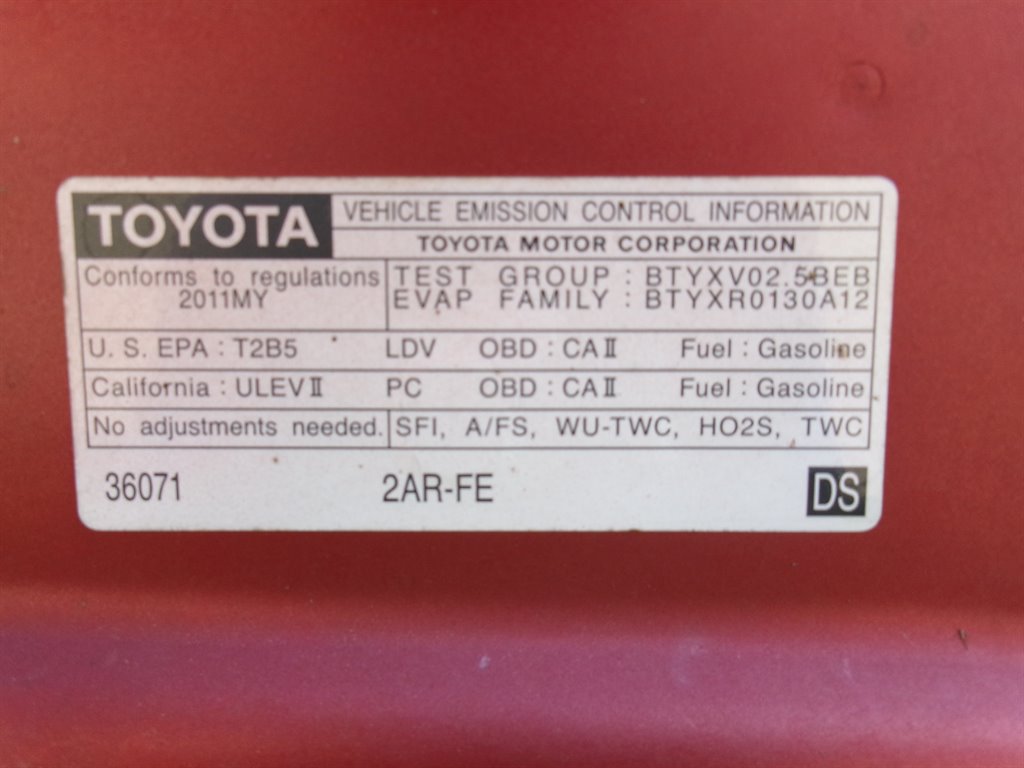 TOYOTA VEHICLE EMISSION CONTROL INFORMATION
TOYOTA MOTOR CORPORATION
Conforms to regulations
2011MY
TEST GROUP : BTYXV02.5BEB
EVAP FAMILY : BTYXR0130A12
U. S. EPA : T2B5 LDV OBD : CAⅡ Fuel : Gasoline
California : ULEVⅡ PC OBD : CAⅡ Fuel : Gasoline
No adjustments needed. SFI, A/FS, WU-TWC, HO2S, TWC
36071 2AR-FE DS